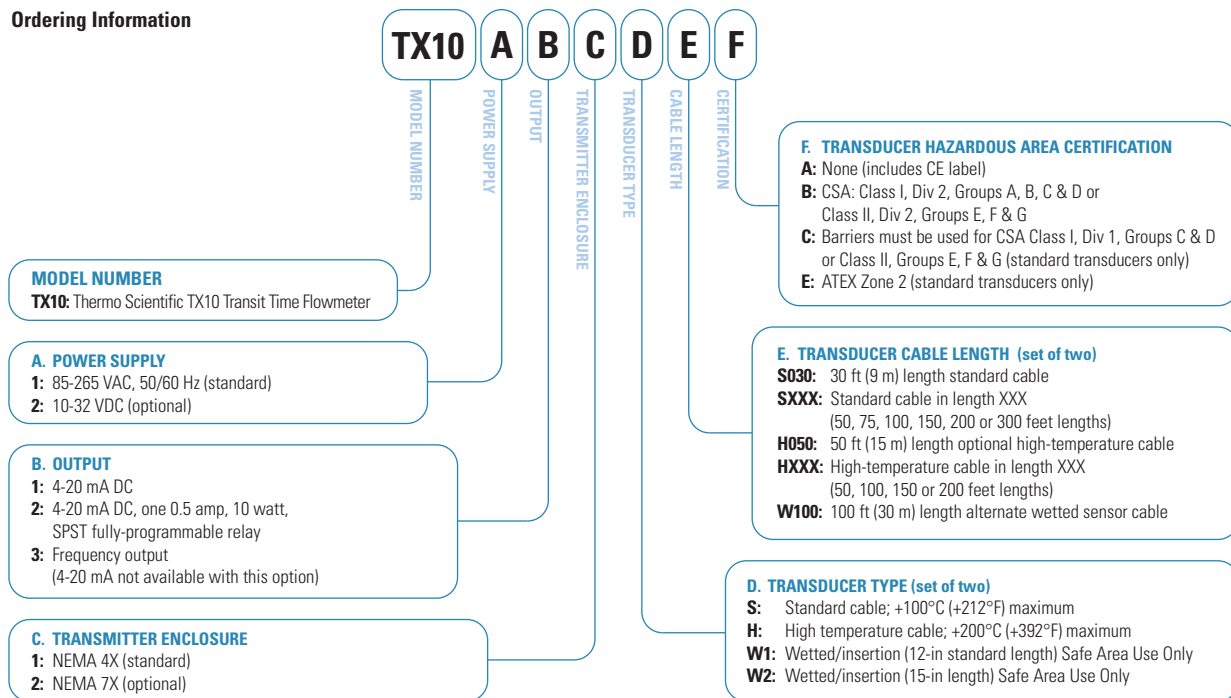 Ordering Information
TX10 A B C D E F
MODEL NUMBER
POWER SUPPLY
OUTPUT
TRANSMITTER ENCLOSURE
TRANSDUCER TYPE
CABLE LENGTH
CERTIFICATION
MODEL NUMBER
TX10: Thermo Scientific TX10 Transit Time Flowmeter
A. POWER SUPPLY
1: 85-265 VAC, 50/60 Hz (standard)
2: 10-32 VDC (optional)
B. OUTPUT
1: 4-20 mA DC
2: 4-20 mA DC, one 0.5 amp, 10 watt,
SPST fully-programmable relay
3: Frequency output
(4-20 mA not available with this option)
C. TRANSMITTER ENCLOSURE
1: NEMA 4X (standard)
2: NEMA 7X (optional)
F. TRANSDUCER HAZARDOUS AREA CERTIFICATION
A: None (includes CE label)
B: CSA: Class I, Div 2, Groups A, B, C & D or
Class II, Div 2, Groups E, F & G
C: Barriers must be used for CSA Class I, Div 1, Groups C & D
or Class II, Groups E, F & G (standard transducers only)
E: ATEX Zone 2 (standard transducers only)
E. TRANSDUCER CABLE LENGTH (set of two)
S030: 30 ft (9 m) length standard cable
SXXX: Standard cable in length XXX
(50, 75, 100, 150, 200 or 300 feet lengths)
H050: 50 ft (15 m) length optional high-temperature cable
HXXX: High-temperature cable in length XXX
(50, 100, 150 or 200 feet lengths)
W100: 100 ft (30 m) length alternate wetted sensor cable
D. TRANSDUCER TYPE (set of two)
S: Standard cable; +100°C (+212°F) maximum
H: High temperature cable; +200°C (+392°F) maximum
W1: Wetted/insertion (12-in standard length) Safe Area Use Only
W2: Wetted/insertion (15-in length) Safe Area Use Only